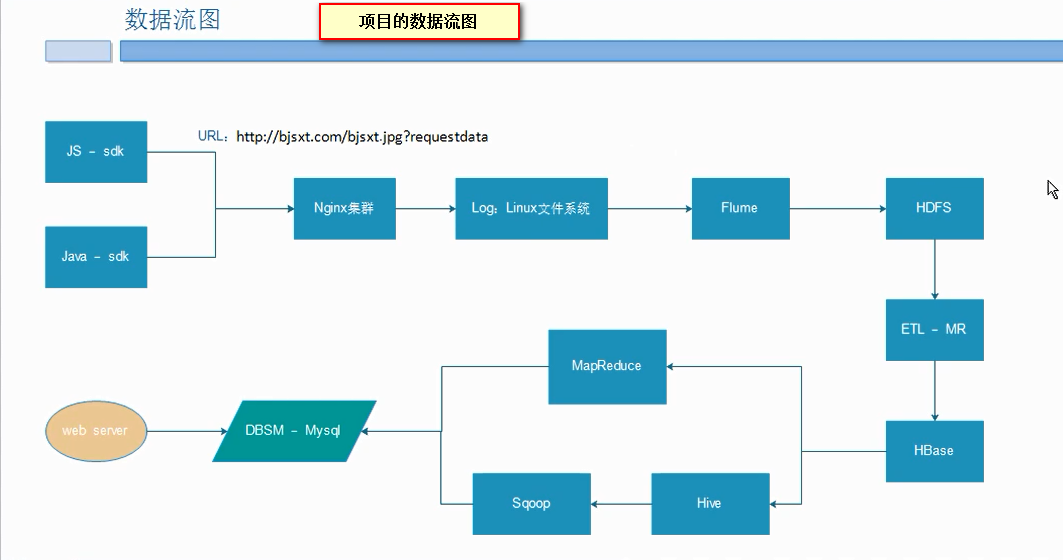 数据流图
项目的数据流图
JS - sdk
URL：http://bjsxt.com/bjsxt.jpg?requestdata
Nginx集群
Log：Linux文件系统
Flume
HDFS
Java - sdk
ETL - MR
MapReduce
web server
DBSM - Mysql
HBase
Sqoop
Hive